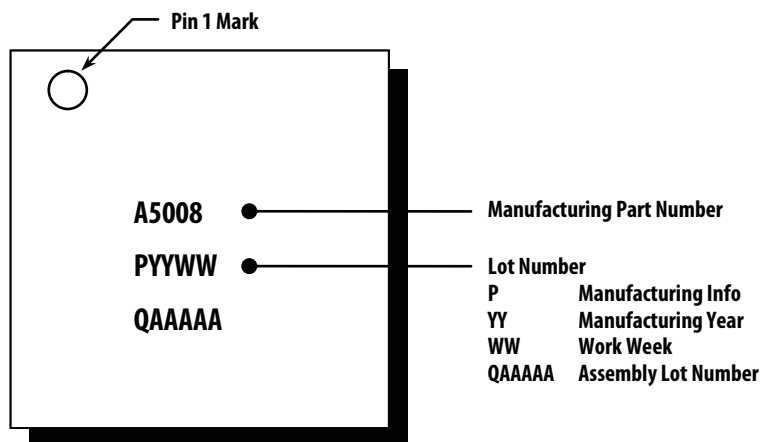 Pin 1 Mark
A5008
Manufacturing Part Number
PYYWW
Lot Number
P Manufacturing Info
QAAAAA
YY Manufacturing Year
WW Work Week
QAAAAA Assembly Lot Number